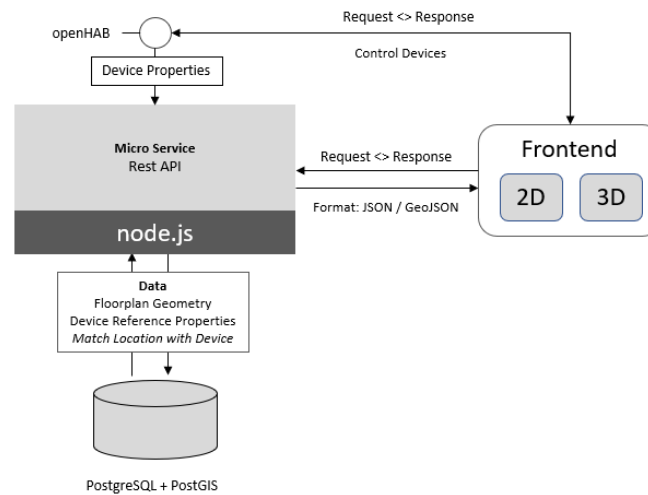 Request <> Response
openHAB
Control Devices
Device Properties
Micro Service
Rest API
Request <> Response
Frontend
2D
3D
Format: JSON / GeoJSON
node.js
Data
Floorplan Geometry
Device Reference Properties
Match Location with Device
PostgreSQL + PostGIS